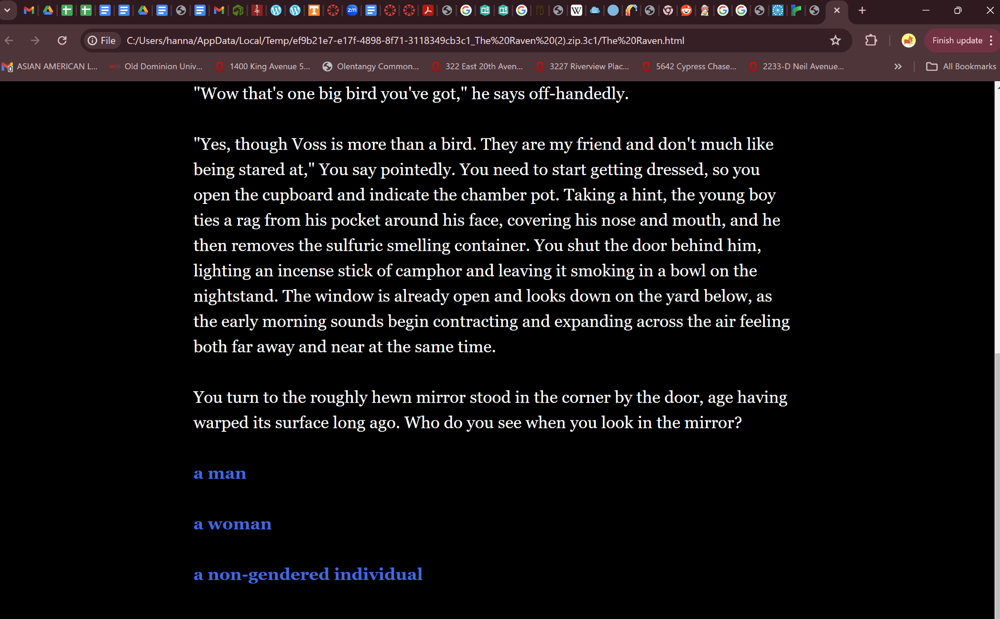 zm
T
W
File
C:/Users/hanna/AppData/Local/Temp/ef9b21e7-e17f-4898-8f71-3118349cb3c1_The%20Raven%20(2).zip.3c1/The%20Raven.html
Finish update
ASIAN AMERICAN L...
Old Dominion Univ...
1400 King Avenue 5...
Olentangy Common...
322 East 20th Aven...
3227 Riverview Plac...
5642 Cypress Chase...
2233-D Neil Avenue...
All Bookmarks
"Wow that's one big bird you've got," he says off-handedly.
"Yes, though Voss is more than a bird. They are my friend and don't much like
being stared at," You say pointedly. You need to start getting dressed, so you
open the cupboard and indicate the chamber pot. Taking a hint, the young boy
ties a rag from his pocket around his face, covering his nose and mouth, and he
then removes the sulfuric smelling container. You shut the door behind him,
lighting an incense stick of camphor and leaving it smoking in a bowl on the
nightstand. The window is already open and looks down on the yard below, as
the early morning sounds begin contracting and expanding across the air feeling
both far away and near at the same time.
You turn to the roughly hewn mirror stood in the corner by the door, age having
warped its surface long ago. Who do you see when you look in the mirror?
a man
a woman
a non-gendered individual